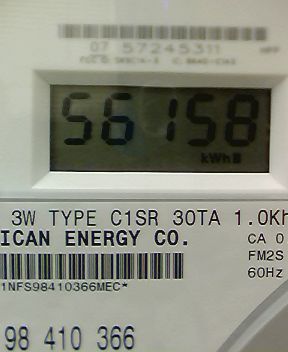 07 57245311
56158
kWh
3W TYPE C1SR 30TA 1.0Kh
ICAN ENERGY CO.
CA 0
FM2S
60Hz
1NFS98410366MEC*
98 410 366